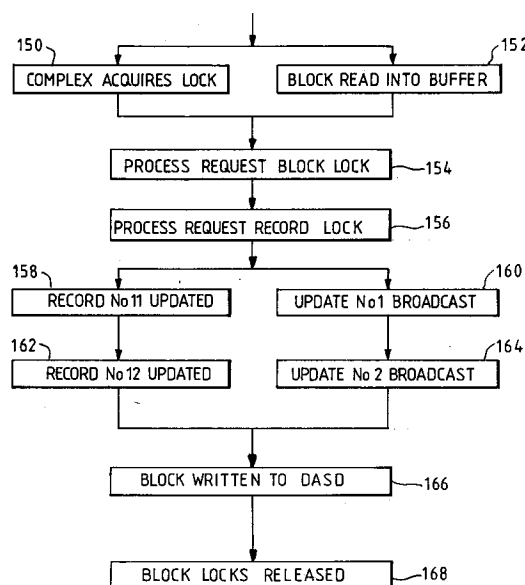 150
152
COMPLEX ACQUIRES LOCK
BLOCK READ INTO BUFFER
PROCESS REQUEST BLOCK LOCK
154
PROCESS REQUEST RECORD LOCK
156
158
160
RECORD No 11 UPDATED
UPDATE No 1 BROADCAST
162
164
RECORD No 12 UPDATED
UPDATE No 2 BROADCAST
BLOCK WRITTEN TO DASD
166
BLOCK LOCKS RELEASED
168